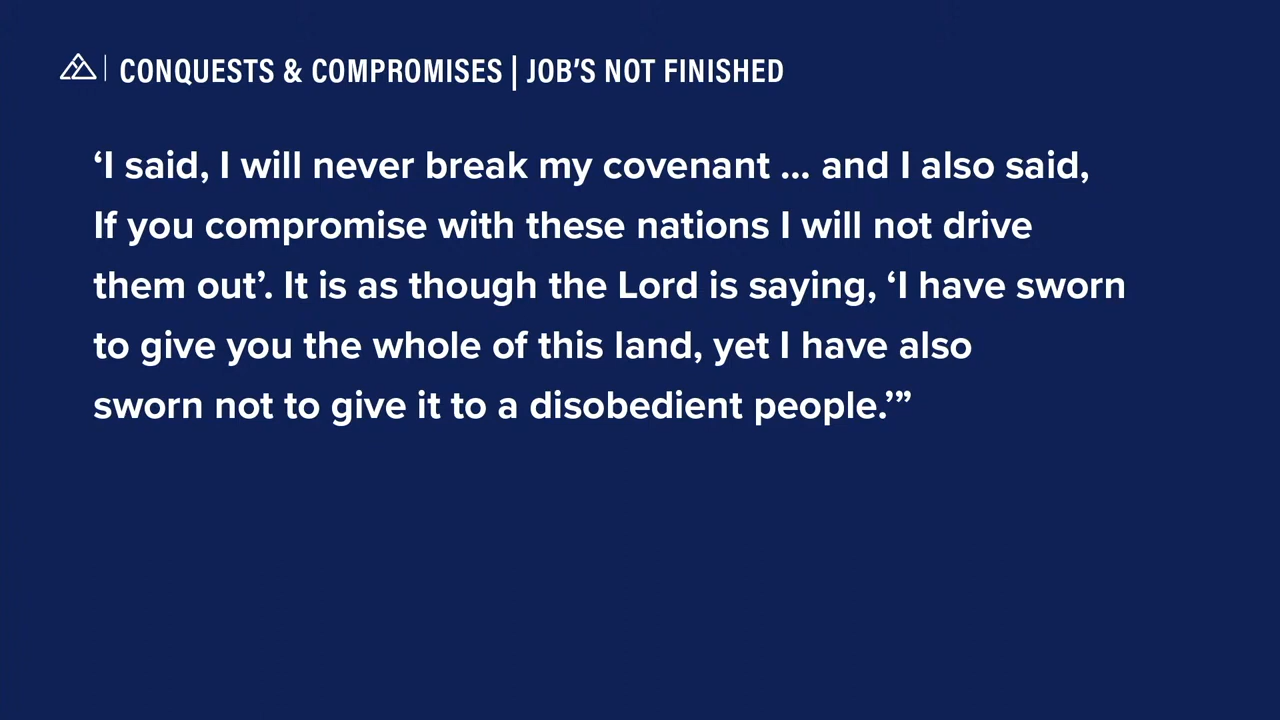 CONQUESTS & COMPROMISES | JOB’S NOT FINISHED
‘I said, I will never break my covenant ... and I also said,
If you compromise with these nations I will not drive
them out’. It is as though the Lord is saying, ‘I have sworn
to give you the whole of this land, yet I have also
sworn not to give it to a disobedient people.’”